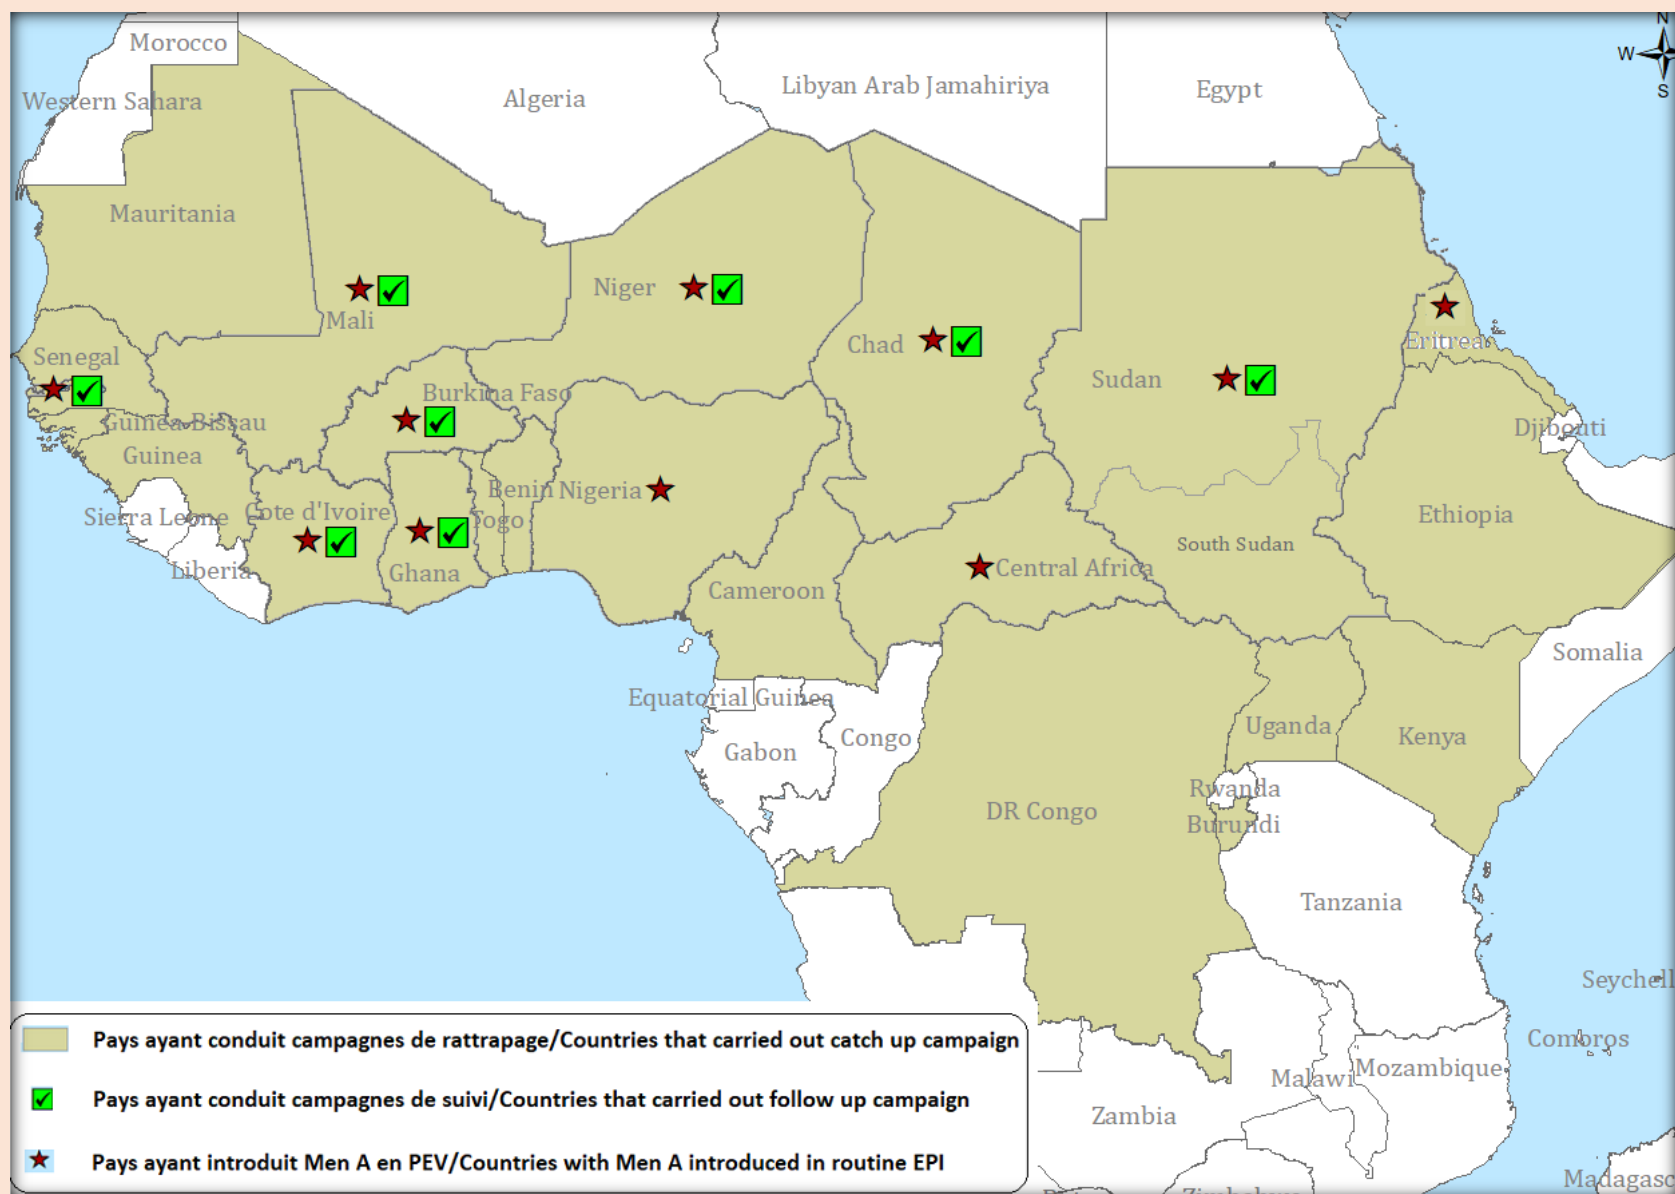 N
W
S
Morocco
Western Sahara
Algeria
Libyan Arab Jamahiriya
Egypt
Mauritania
Mali
Niger
Chad
Sudan
Eritrea
Senegal
Burkina Faso
Guinea-Bissau
Guinea
Djibouti
Sierra Leone
Cote d'Ivoire
Benin
Nigeria
Togo
Ghana
Liberia
Ethiopia
South Sudan
Central Africa
Cameroon
Somalia
Equatorial Guinea
Gabon
Congo
Uganda
Kenya
Rwanda
Burundi
DR Congo
Tanzania
Seychell
Comoros
Malawi
Mozambique
Zambia
Zimbabwe
Madagasc
Pays ayant conduit campagnes de rattrapage/Countries that carried out catch up campaign
Pays ayant conduit campagnes de suivi/Countries that carried out follow up campaign
Pays ayant introduit Men A en PEV/Countries with Men A introduced in routine EPI